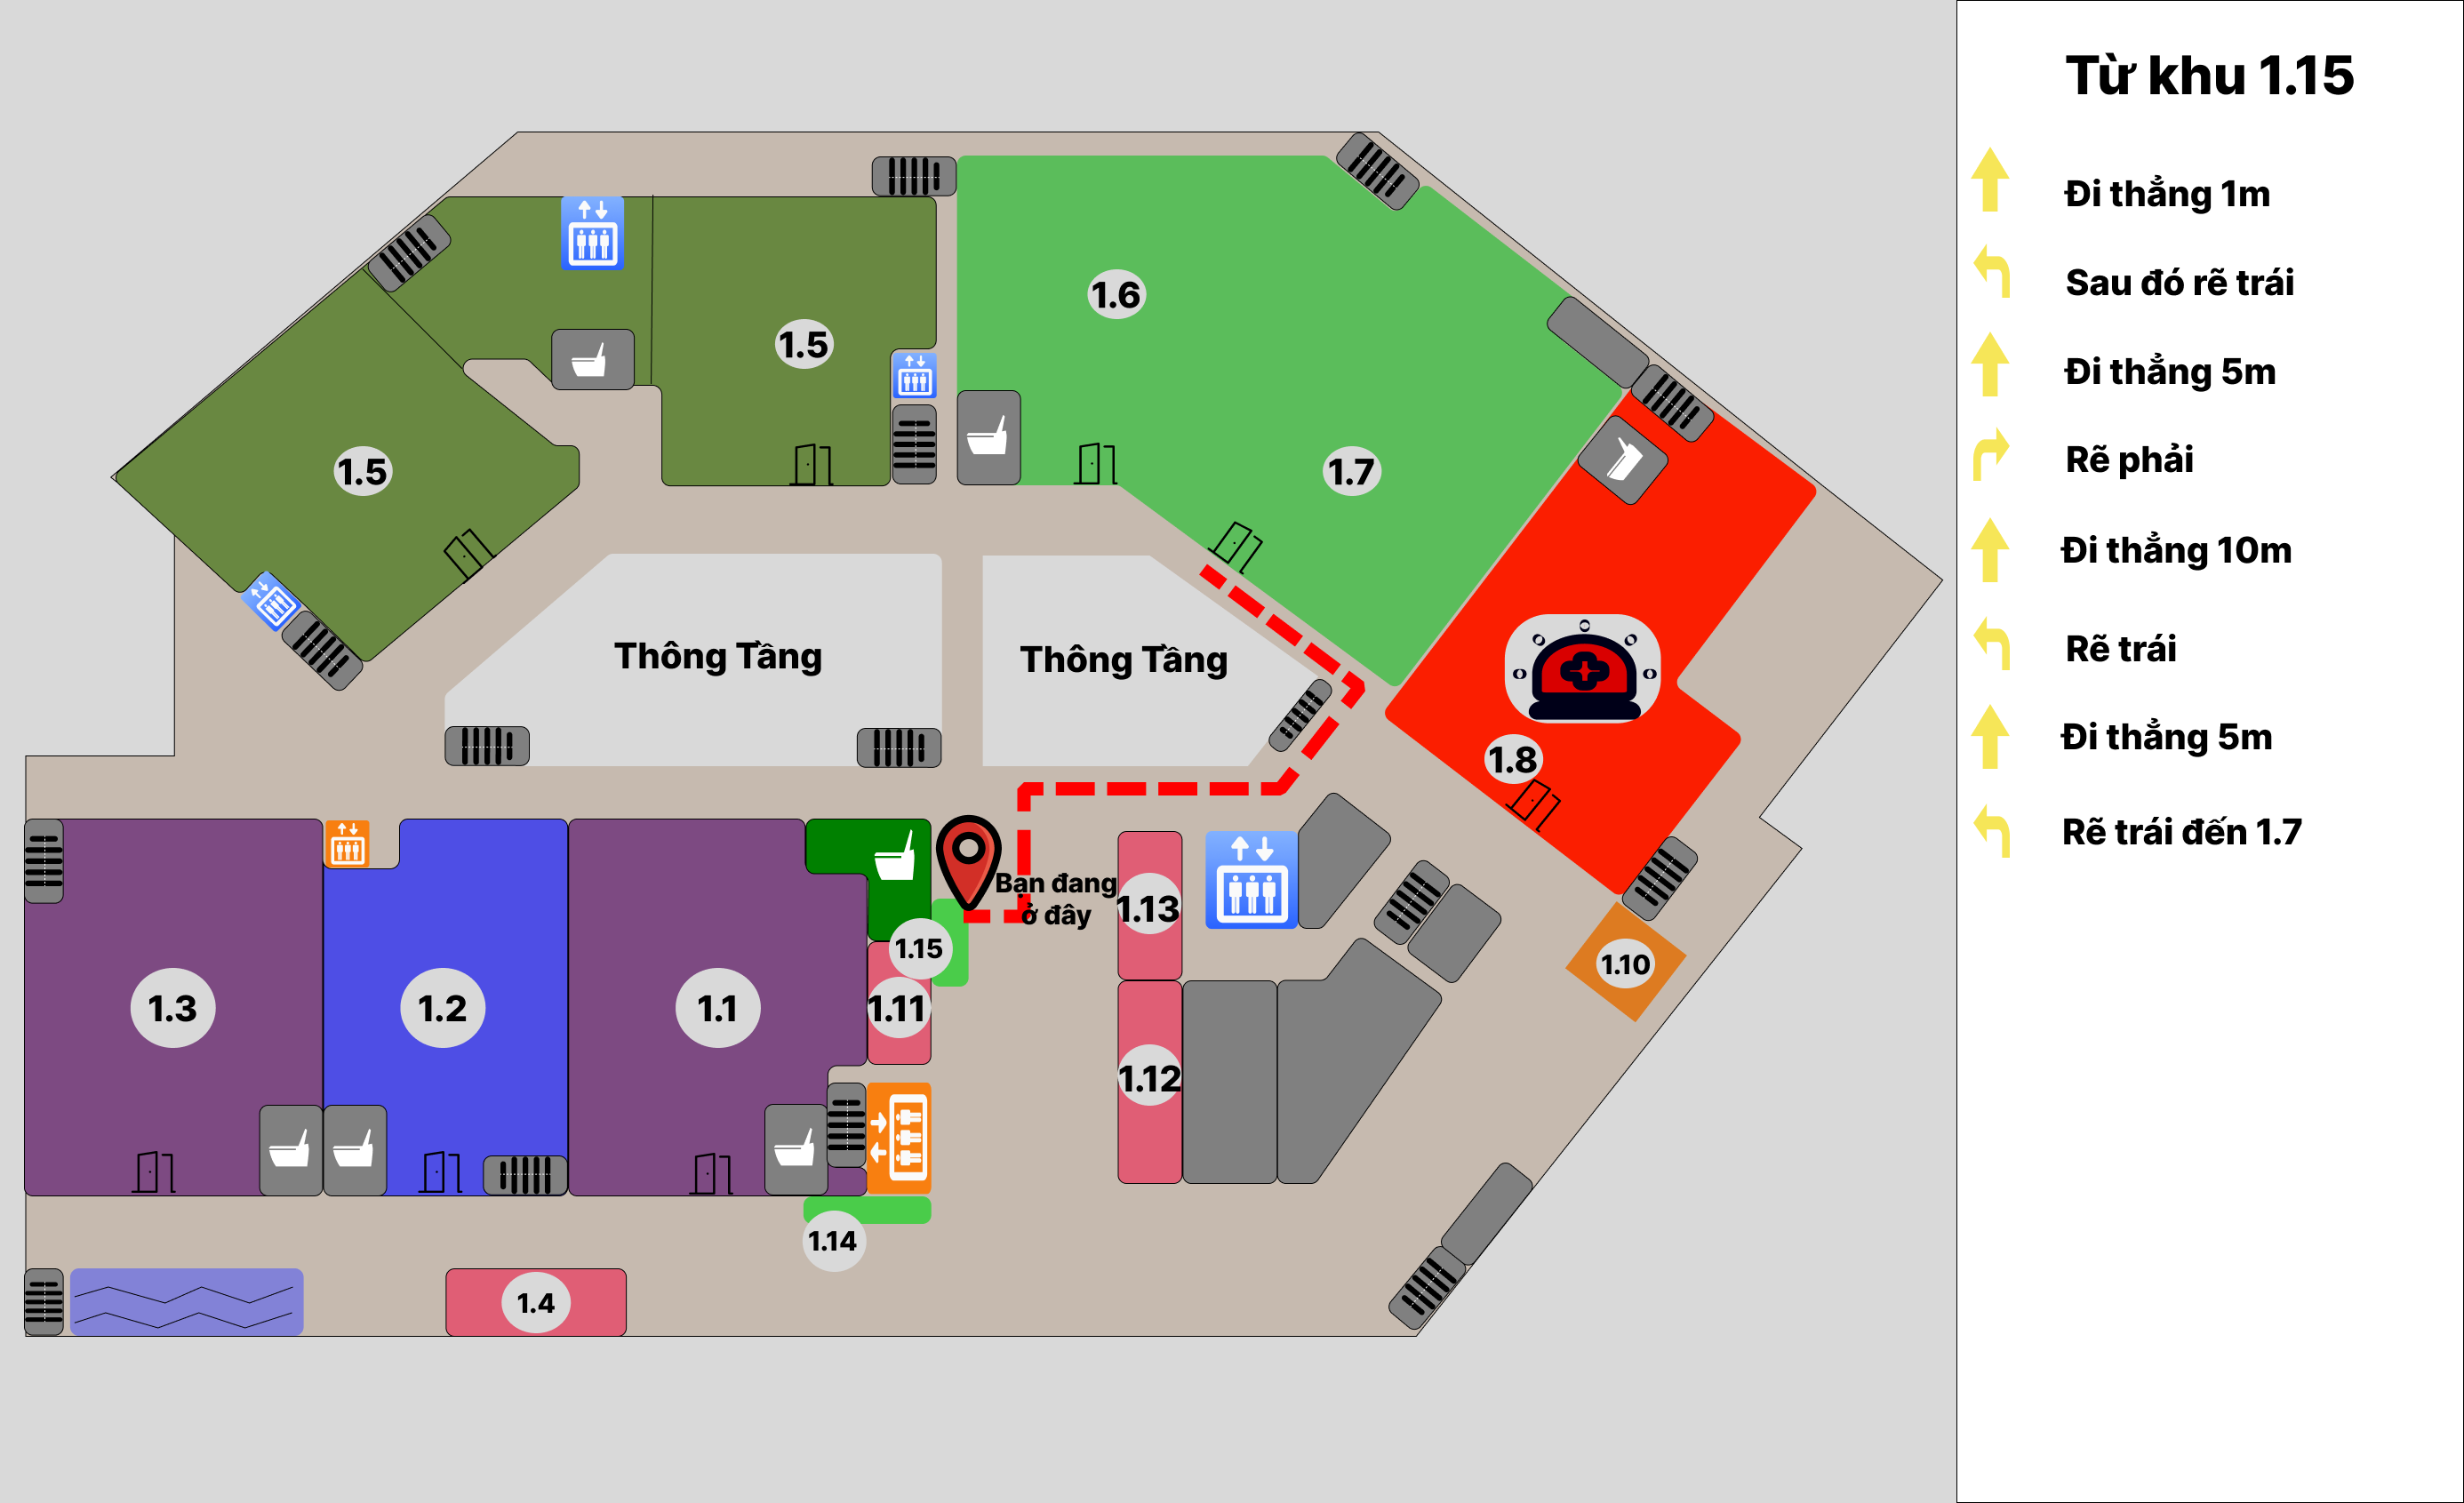 Từ khu 1.15
Đi thẳng 1m
Sau đó rẽ trái
Đi thẳng 5m
Rẽ phải
Đi thẳng 10m
Rẽ trái
Đi thẳng 5m
Rẽ trái đến 1.7
1.6
1.5
1.5
1.7
Thông Tầng
Thông Tầng
1.8
Bạn đang
ở đây
1.13
1.15
1.10
1.3
1.2
1.1
1.11
1.12
1.14
1.4